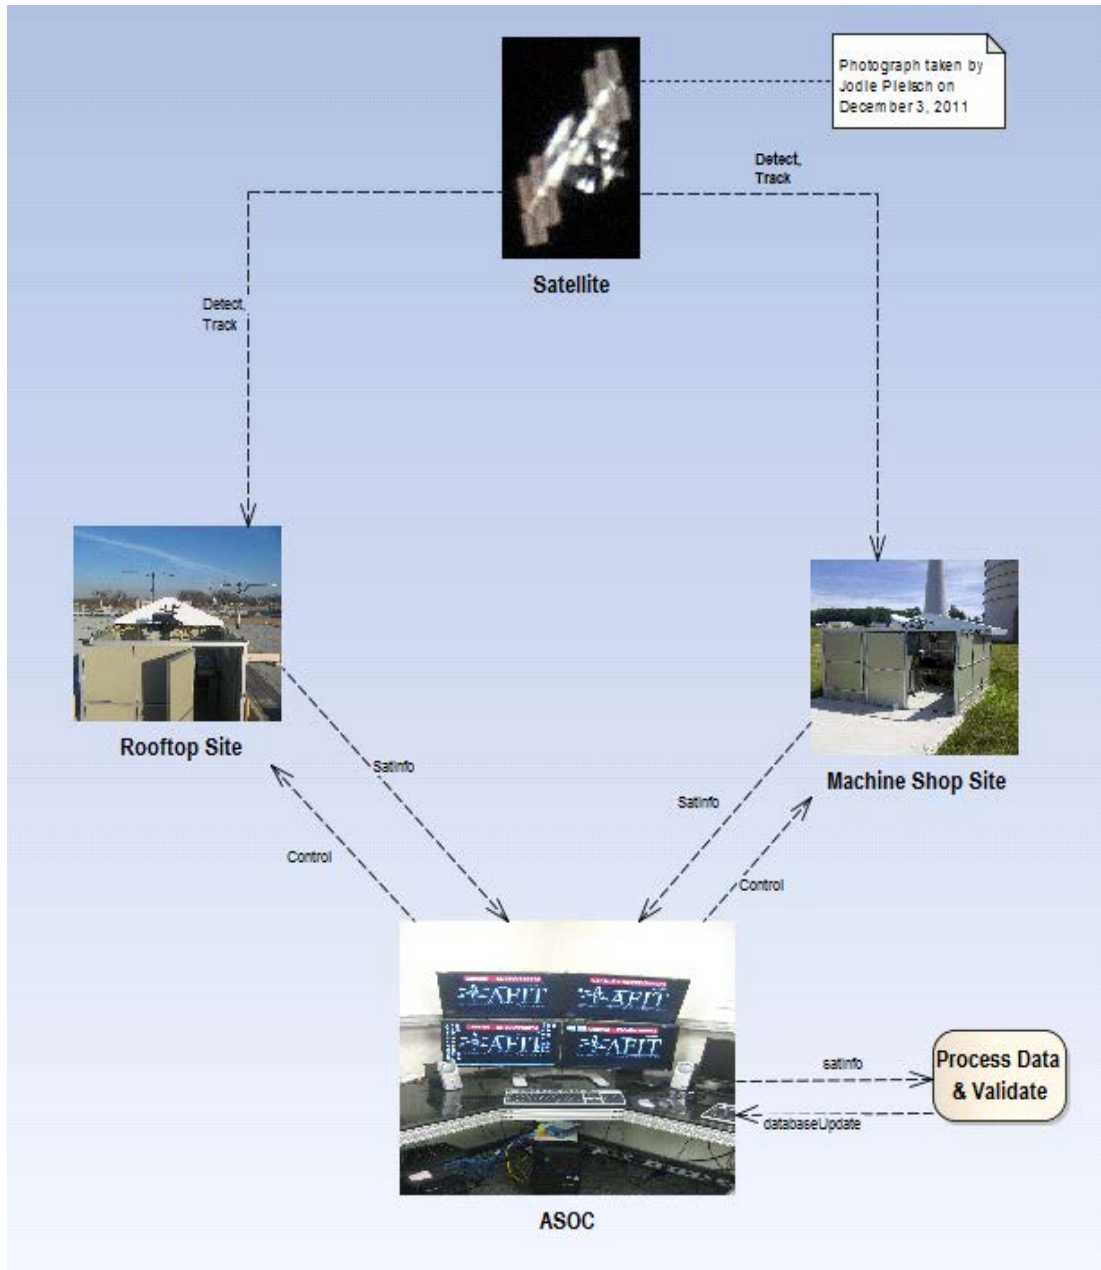 Photograph taken by
Jodie Pleisch on
December 3, 2011
Detect,
Track
Satellite
Detect,
Track
Rooftop Site
SatInfo
Machine Shop Site
SatInfo
Control
Control
AFIT
AFIT
AFIT
AFIT
satInfo
Process Data
& Validate
databaseUpdate
ASOC